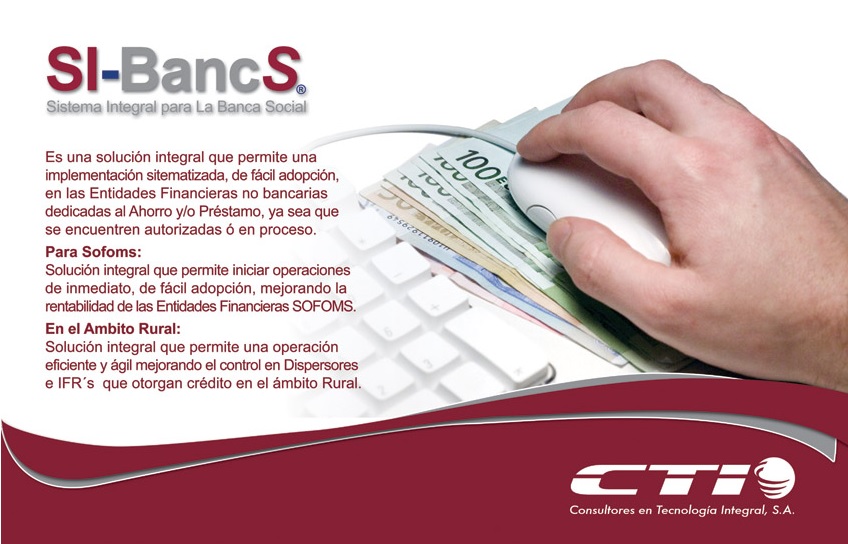 SI-BancS®
Sistema Integral para La Banca Social
Es una solución integral que permite una
implementación sitematizada, de fácil adopción,
en las Entidades Financieras no bancarias
dedicadas al Ahorro y/o Préstamo, ya sea que
se encuentren autorizadas ó en proceso.
Para Sofoms:
Solución integral que permite iniciar operaciones
de inmediato, de fácil adopción, mejorando la
rentabilidad de las Entidades Financieras SOFOMS.
En el Ambito Rural:
Solución integral que permite una operación
eficiente y ágil mejorando el control en Dispersores
e IFR´s que otorgan crédito en el ámbito Rural.
100
100
CTI
Consultores en Tecnología Integral, S.A.